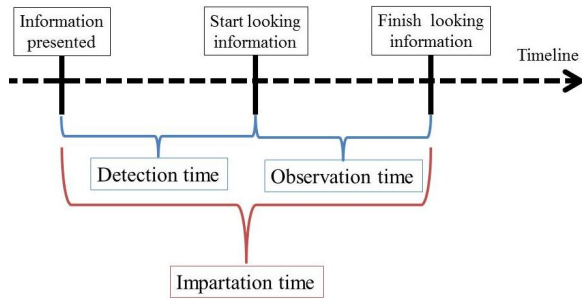 Information
presented
Start looking
information
Finish looking
information
Timeline
Detection time
Observation time
Impartation time